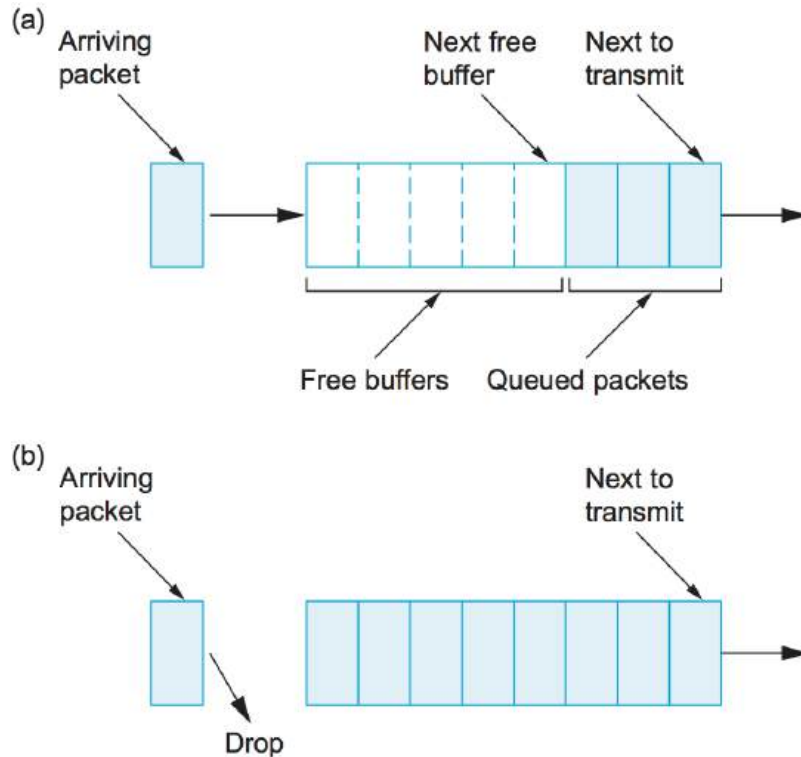 (a)
Arriving
packet
Next free
buffer
Next to
transmit
Free buffers
Queued packets
(b)
Arriving
packet
Next to
transmit
Drop